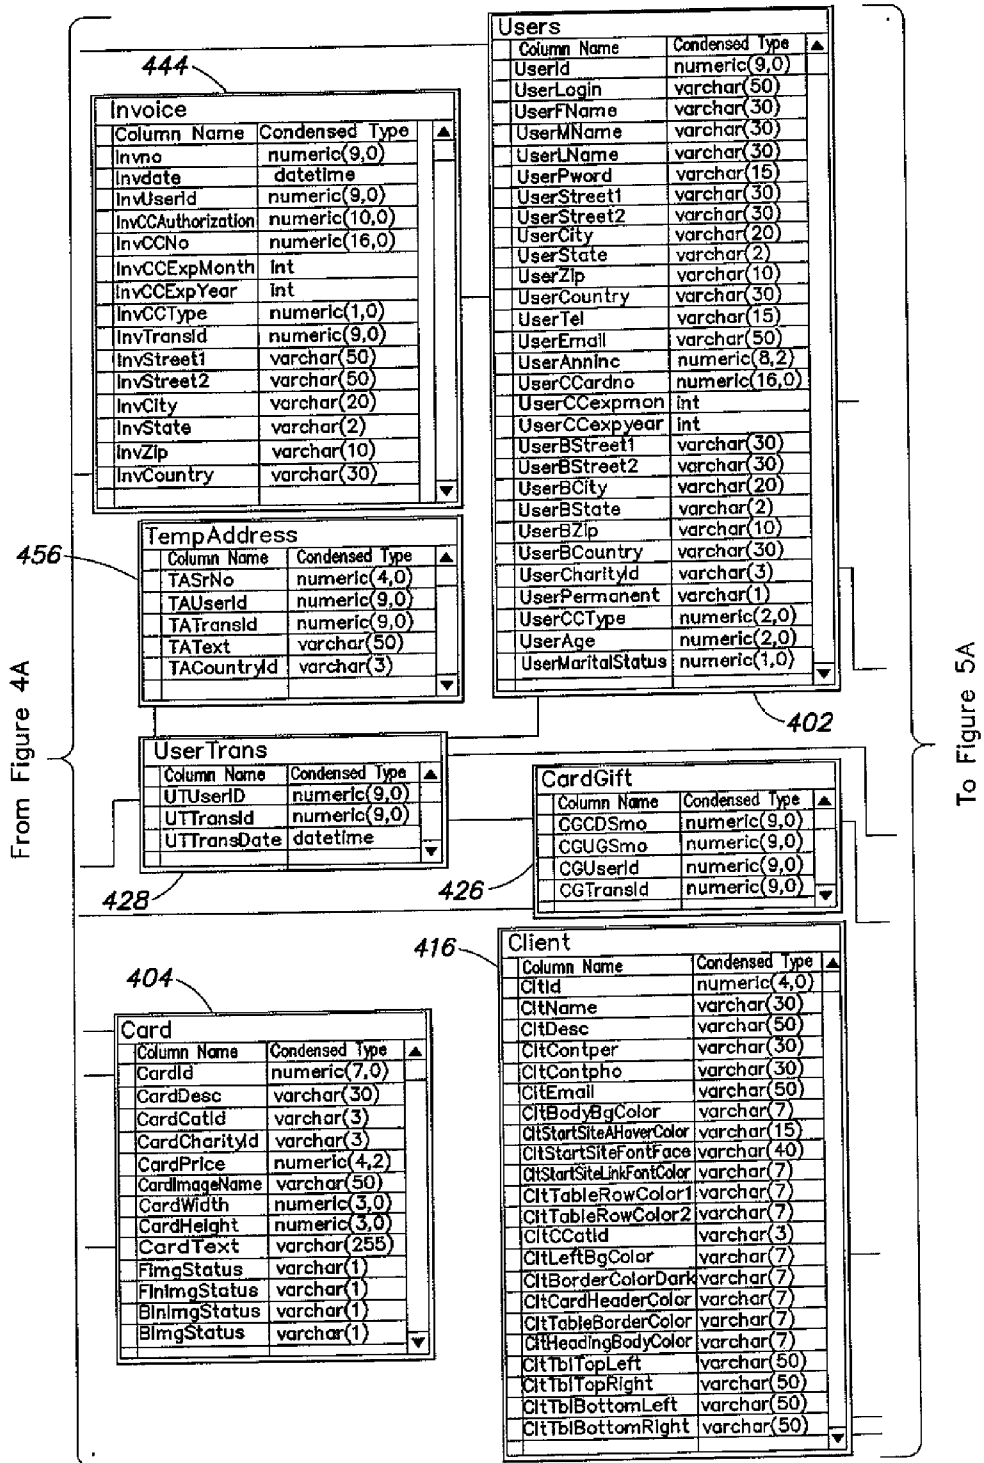 From Figure 4A
444
Invoice
Column Name Condensed Type
Invno numeric(9,0)
Invdate datetime
InvUserId numeric(9,0)
InvCCAuthorization numeric(10,0)
InvCCNo numeric(16,0)
InvCCExpMonth int
InvCCExpYear int
InvCCType numeric(1,0)
InvTransId numeric(9,0)
InvStreet1 varchar(50)
InvStreet2 varchar(50)
InvCity varchar(20)
InvState varchar(2)
InvZip varchar(10)
InvCountry varchar(30)
456
TempAddress
Column Name Condensed Type
TASrNo numeric(4,0)
TAUserId numeric(9,0)
TATransId numeric(9,0)
TAText varchar(50)
TACountryId varchar(3)
UserTrans
Column Name Condensed Type
UTUserID numeric(9,0)
UTTransId numeric(9,0)
UTTransDate datetime
428
404
Card
Column Name Condensed Type
CardId numeric(7,0)
CardDesc varchar(30)
CardCatId varchar(3)
CardCharityId varchar(3)
CardPrice numeric(4,2)
CardImageName varchar(50)
CardWidth numeric(3,0)
CardHeight numeric(3,0)
CardText varchar(255)
FImgStatus varchar(1)
FInImgStatus varchar(1)
BInImgStatus varchar(1)
BImgStatus varchar(1)
Users
Column Name Condensed Type
UserId numeric(9,0)
UserLogin varchar(50)
UserFName varchar(30)
UserMName varchar(30)
UserLName varchar(30)
UserPword varchar(15)
UserStreet1 varchar(30)
UserStreet2 varchar(30)
UserCity varchar(20)
UserState varchar(2)
UserZip varchar(10)
UserCountry varchar(30)
UserTel varchar(15)
UserEmail varchar(50)
UserAnnInc numeric(8,2)
UserCCardno numeric(16,0)
UserCCexpmon int
UserCCexpyear int
UserBStreet1 varchar(30)
UserBStreet2 varchar(30)
UserBCity varchar(20)
UserBState varchar(2)
UserBZip varchar(10)
UserBCountry varchar(30)
UserCharityId varchar(3)
UserPermanent varchar(1)
UserCCType numeric(2,0)
UserAge numeric(2,0)
UserMaritalStatus numeric(1,0)
402
CardGift
Column Name Condensed Type
CGCDSrno numeric(9,0)
CGUGSrno numeric(9,0)
CGUserId numeric(9,0)
CGTransId numeric(9,0)
426
416
Client
Column Name Condensed Type
CltId numeric(4,0)
CltName varchar(30)
CltDesc varchar(50)
CltContper varchar(30)
CltContpho varchar(30)
CltEmail varchar(50)
CltBodyBgColor varchar(7)
CltStartSiteAHoverColor varchar(15)
CltStartSiteFontFace varchar(40)
CltStartSiteLinkFontColor varchar(7)
CltTableRowColor1 varchar(7)
CltTableRowColor2 varchar(7)
CltCCatId varchar(3)
CltLeftBgColor varchar(7)
CltBorderColorDark varchar(7)
CltCardHeaderColor varchar(7)
CltTableBorderColor varchar(7)
CltHeadingBodyColor varchar(7)
CltTblTopLeft varchar(50)
CltTblTopRight varchar(50)
CltTblBottomLeft varchar(50)
CltTblBottomRight varchar(50)
To Figure 5A